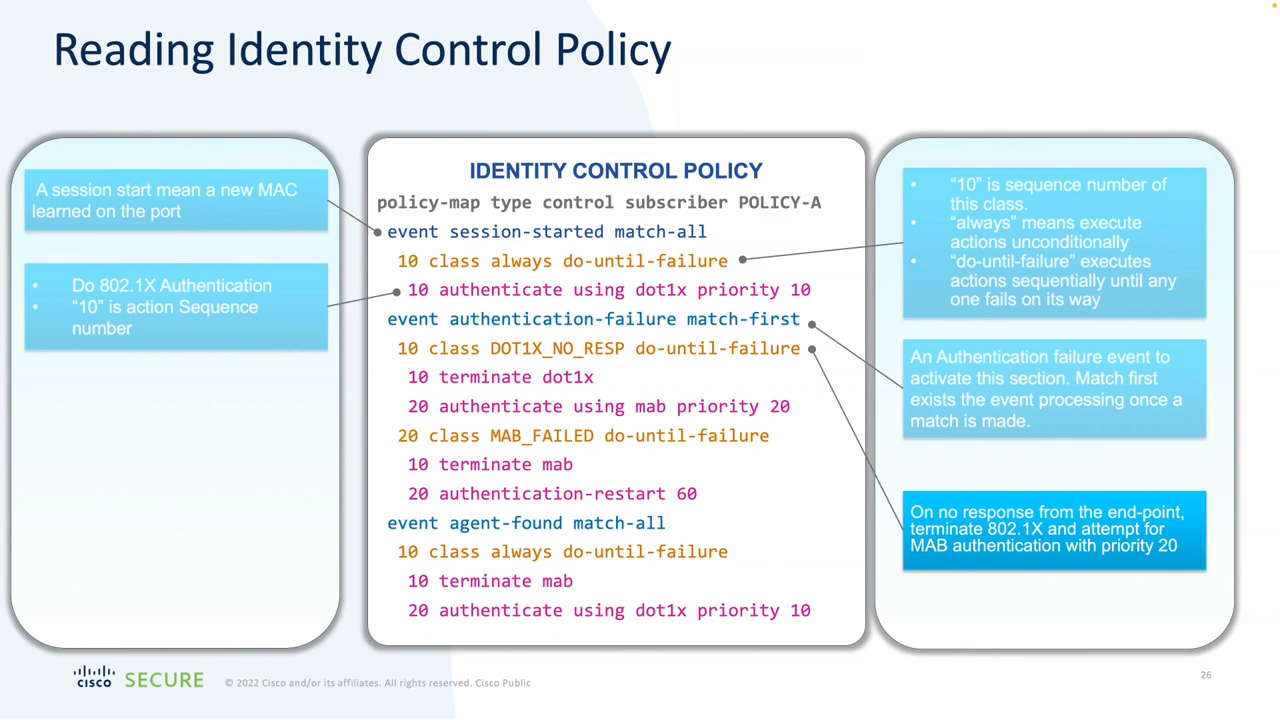 Reading Identity Control Policy
A session start mean a new MAC
learned on the port
• Do 802.1X Authentication
• “10” is action Sequence
number
IDENTITY CONTROL POLICY
policy-map type control subscriber POLICY-A
event session-started match-all
10 class always do-until-failure
10 authenticate using dot1x priority 10
event authentication-failure match-first
10 class DOT1X_NO_RESP do-until-failure
10 terminate dot1x
20 authenticate using mab priority 20
20 class MAB_FAILED do-until-failure
10 terminate mab
20 authentication-restart 60
event agent-found match-all
10 class always do-until-failure
10 terminate mab
20 authenticate using dot1x priority 10
• “10” is sequence number of
this class.
• “always” means execute
actions unconditionally
• “do-until-failure” executes
actions sequentially until any
one fails on its way
An Authentication failure event to
activate this section. Match first
exists the event processing once a
match is made.
On no response from the end-point,
terminate 802.1X and attempt for
MAB authentication with priority 20
CISCO SECURE
© 2022 Cisco and/or its affiliates. All rights reserved. Cisco Public
26